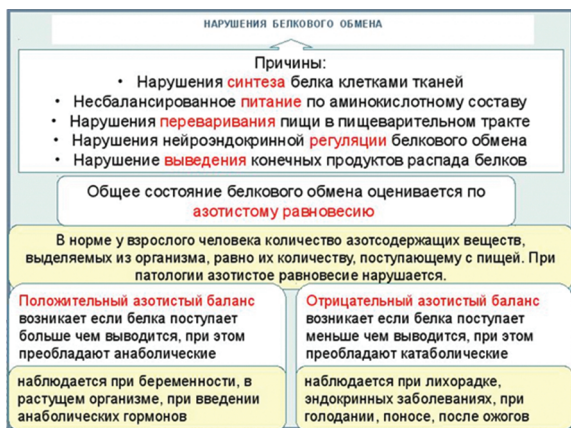 НАРУШЕНИЯ БЕЛКОВОГО ОБМЕНА
Причины:
• Нарушения синтеза белка клетками тканей
• Несбалансированное питание по аминокислотному составу
• Нарушения переваривания пищи в пищеварительном тракте
• Нарушения нейроэндокринной регуляции белкового обмена
• Нарушение выведения конечных продуктов распада белков
Общее состояние белкового обмена оценивается по
азотистому равновесию
В норме у взрослого человека количество азотсодержащих веществ,
выделяемых из организма, равно их количеству, поступающему с пищей. При
патологии азотистое равновесие нарушается.
Положительный азотистый баланс
возникает если белка поступает
больше чем выводится, при этом
преобладают анаболические
наблюдается при беременности, в
растущем организме, при введении
анаболических гормонов
Отрицательный азотистый баланс
возникает если белка поступает
меньше чем выводится, при этом
преобладают катаболические
наблюдается при лихорадке,
эндокринных заболеваниях, при
голодании, поносе, после ожогов